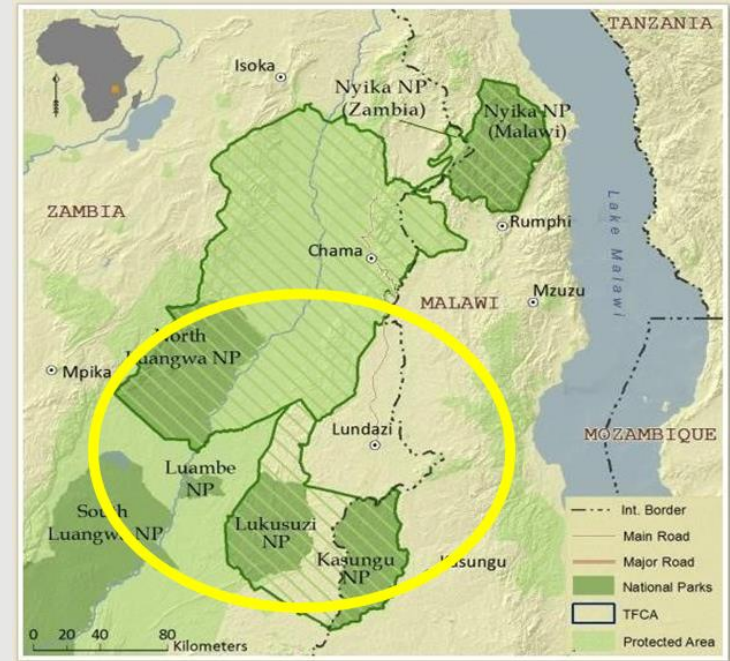 TANZANIA
Isoka
Nyika NP
(Zambia)
Nyika NP
(Malawi)
ZAMBIA
Rumphi
Lake Malawi
Chama
Mzuzu
MALAWI
North
Luangwa NP
Mpika
Lundazi
MOZAMBIQUE
Luambe
NP
South
Luangwa NP
Lukusuzi
NP
Kasungu
NP
Kasungu
Int. Border
Main Road
Major Road
National Parks
TFCA
Protected Area
0 20 40 80
Kilometers